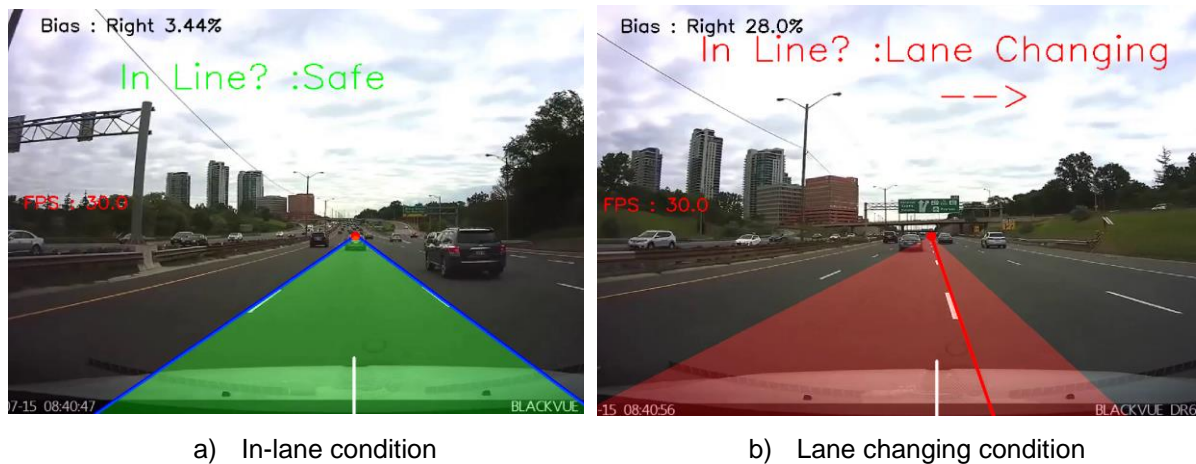 Bias : Right 3.44%
In Line? :Safe
FPS : 30.0
07-15 08:40:47
BLACKVUE
Bias : Right 28.0%
In Line? :Lane Changing
-->
FPS : 30.0
-15 08:40:56
BLACKVUE DR6
a) In-lane condition
b) Lane changing condition